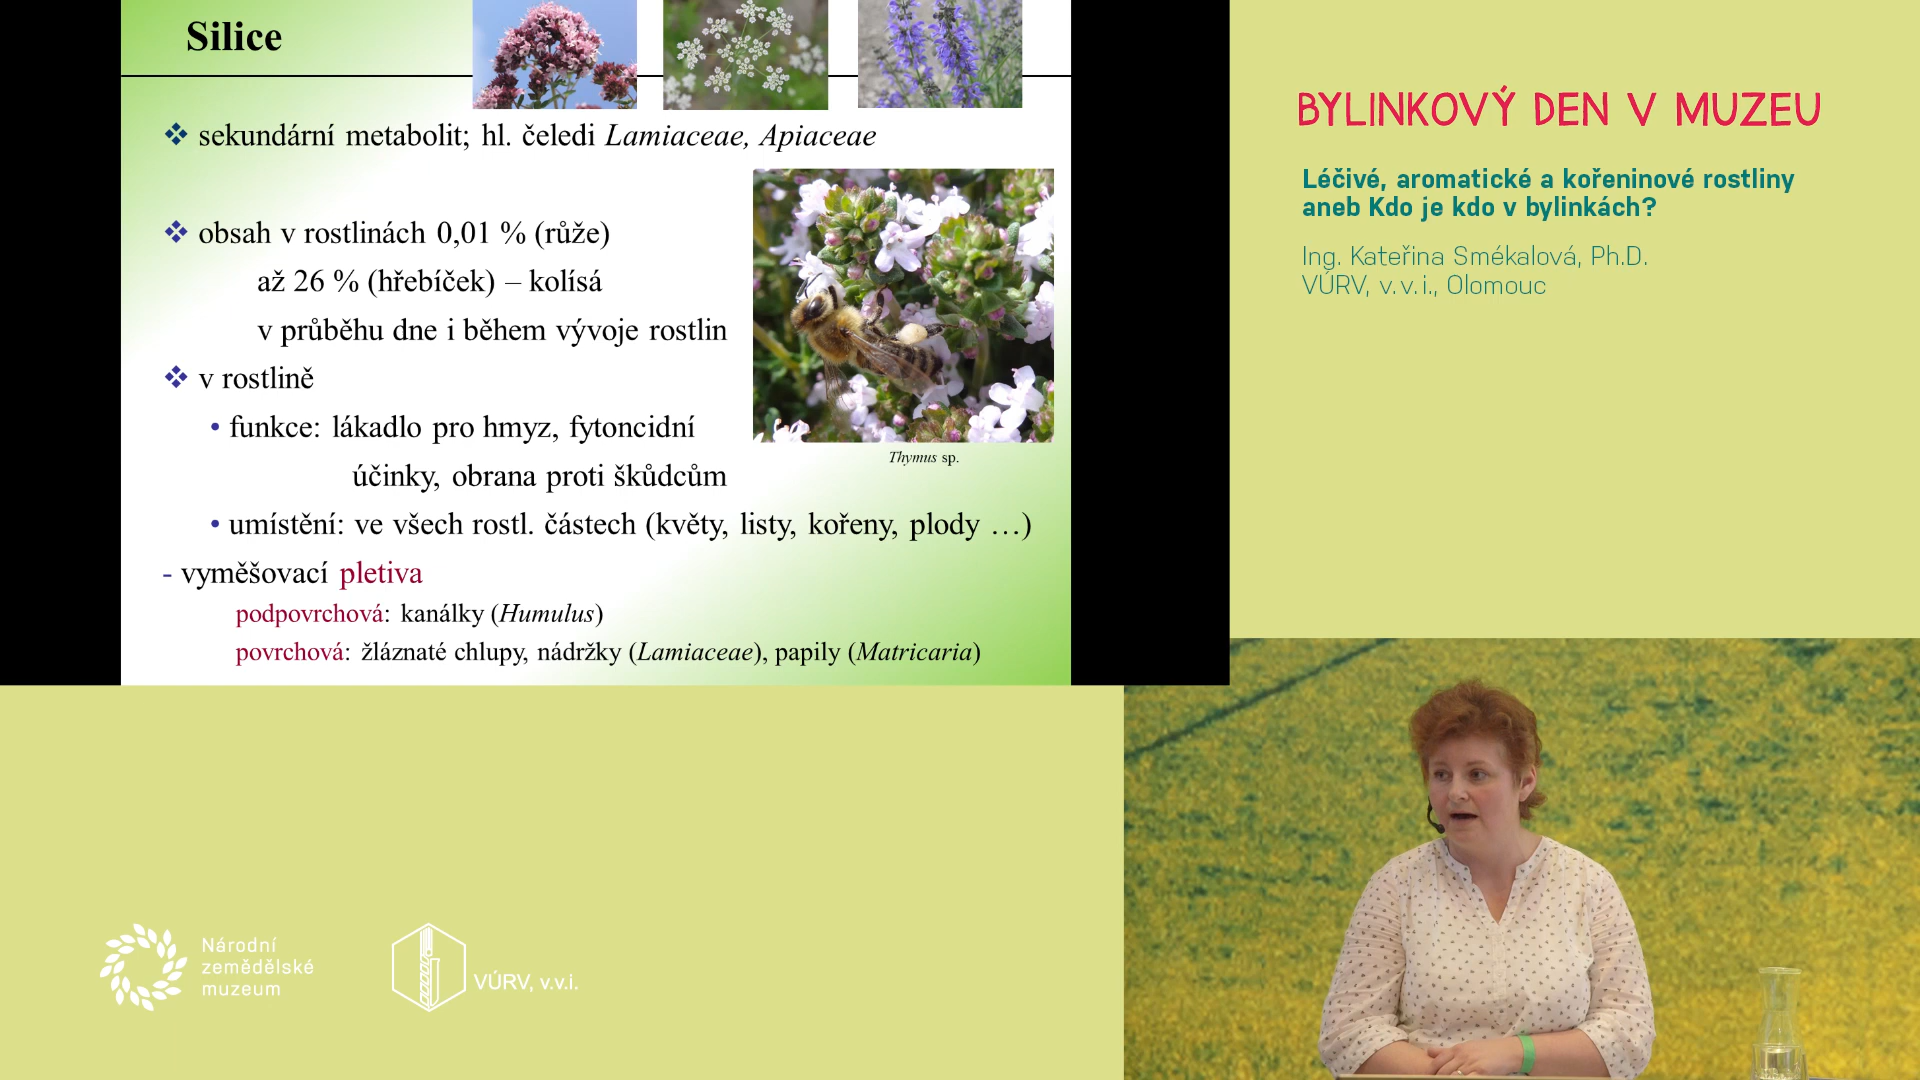 Silice
sekundární metabolit; hl. čeledi Lamiaceae, Apiaceae
obsah v rostlinách 0,01 % (růže)
až 26 % (hřebíček) – kolísá
v průběhu dne i během vývoje rostlin
v rostlině
• funkce: lákadlo pro hmyz, fytoncidní
účinky, obrana proti škůdcům
• umístění: ve všech rostl. částech (květy, listy, kořeny, plody …)
- vyměšovací pletiva
podpovrchová: kanálky (Humulus)
povrchová: žláznaté chlupy, nádržky (Lamiaceae), papily (Matricaria)
Thymus sp.
BYLINKOVÝ DEN V MUZEU
Léčivé, aromatické a kořeninové rostliny
aneb Kdo je kdo v bylinkách?
Ing. Kateřina Smékalová, Ph.D.
VÚRV, v.v.i., Olomouc
Národní
zemědělské
muzeum
VÚRV, v.v.i.